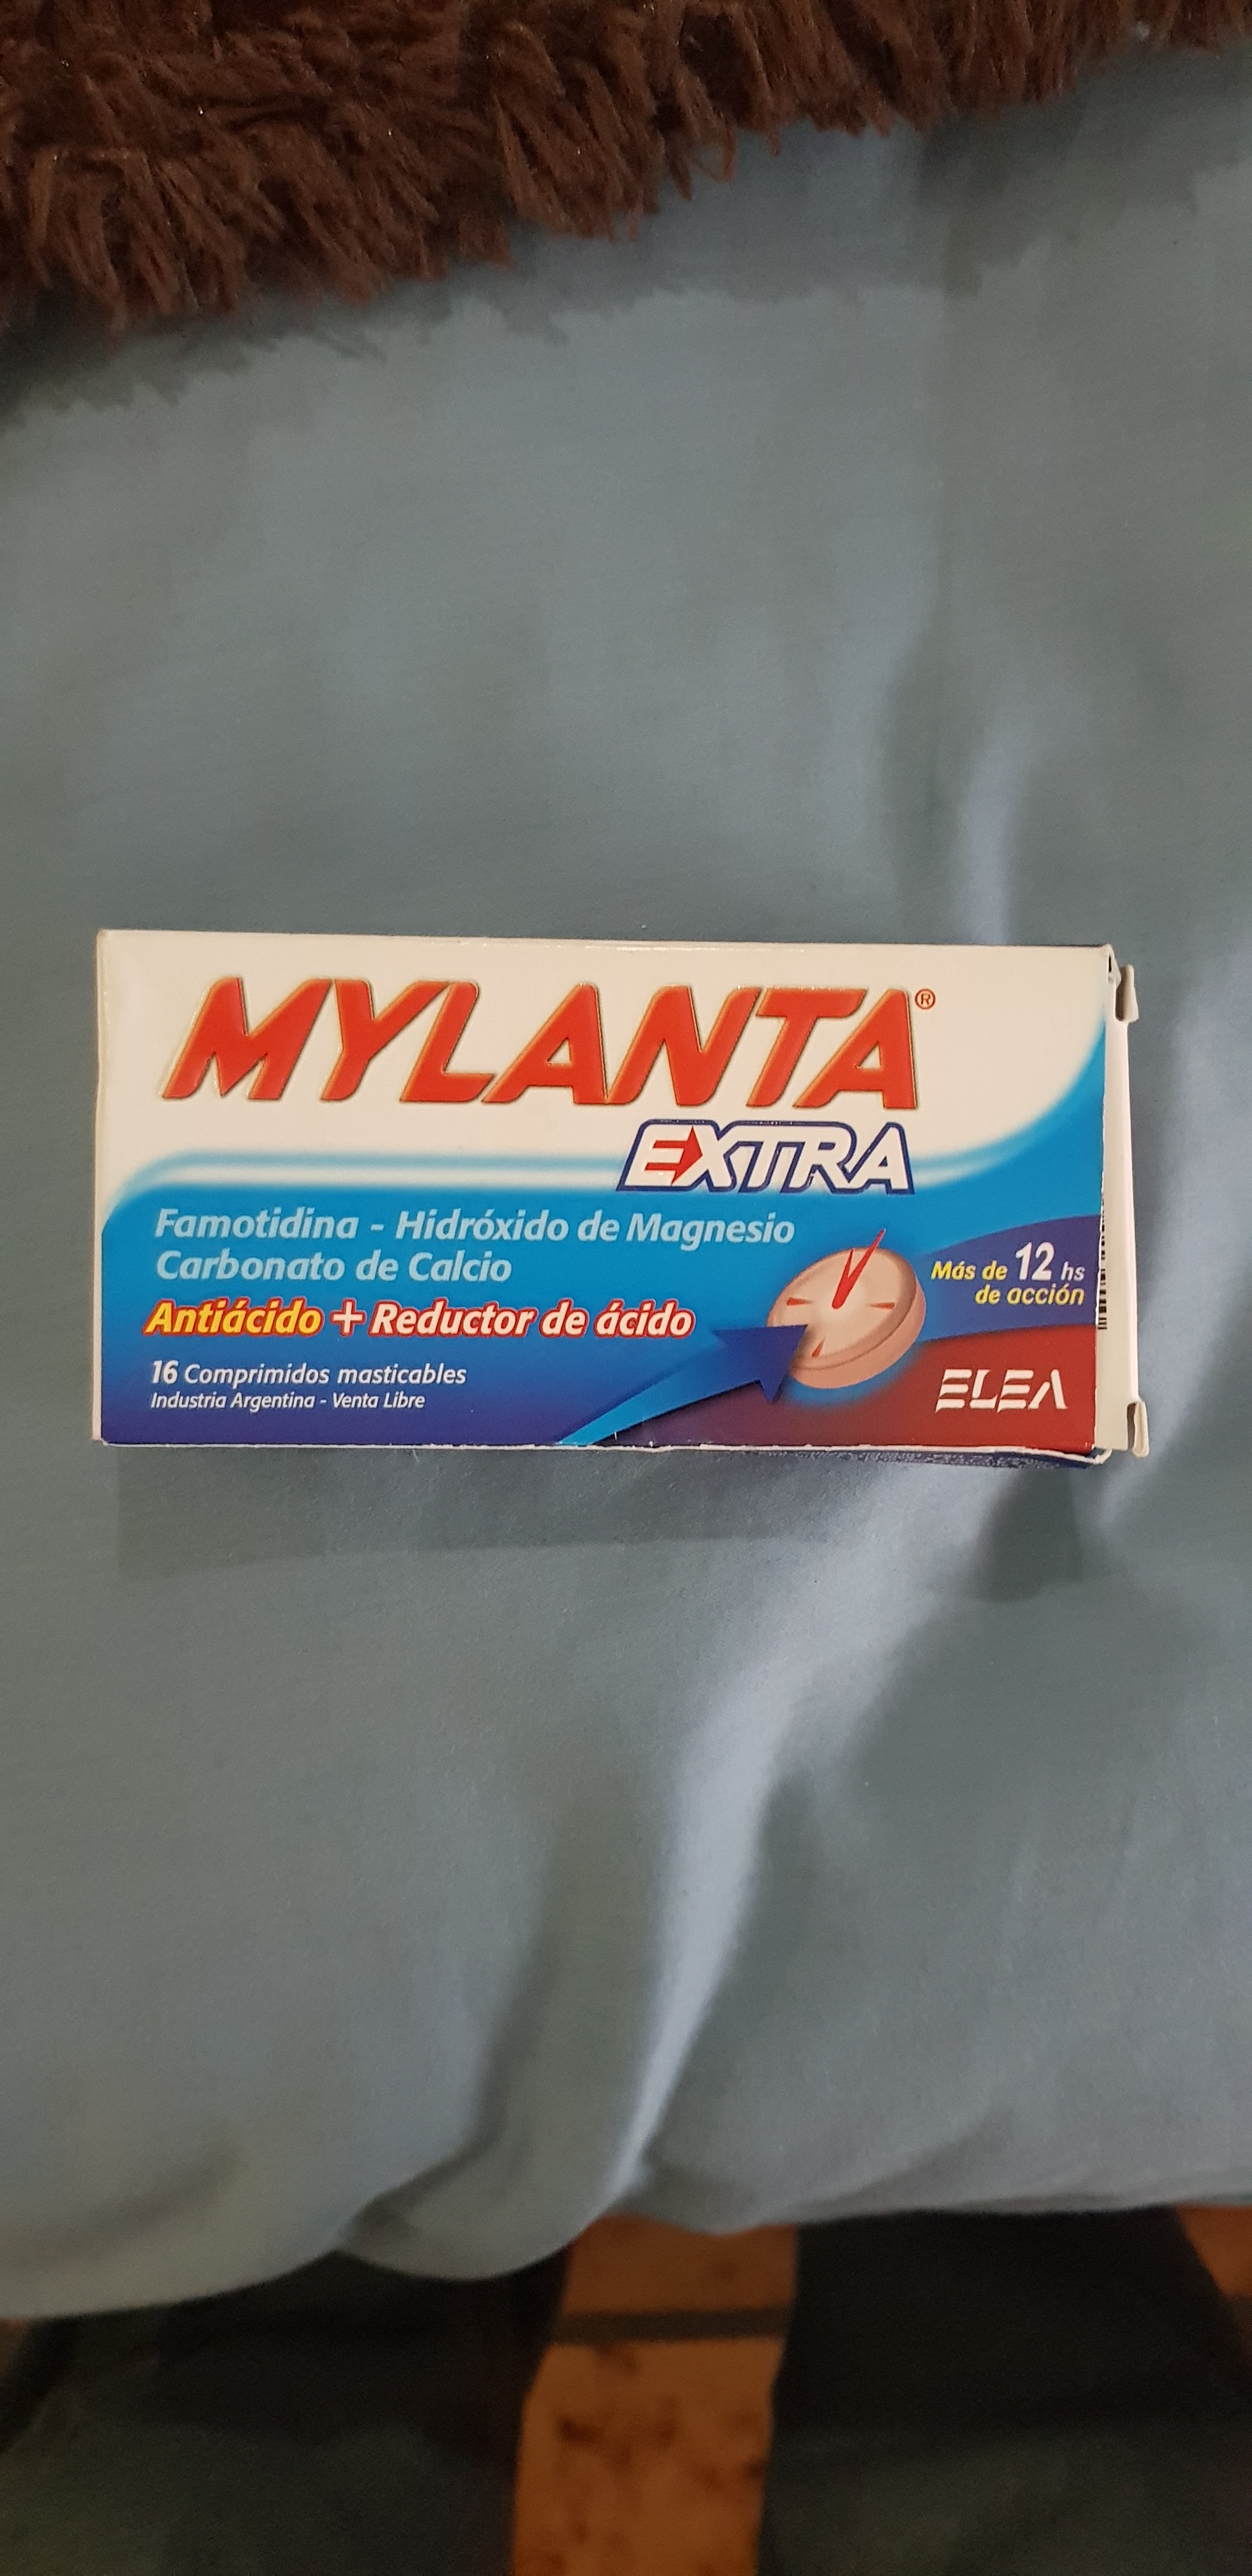 MYLANTA®
EXTRA
Famotidina - Hidróxido de Magnesio
Carbonato de Calcio
Antiácido + Reductor de ácido
16 Comprimidos masticables
Industria Argentina - Venta Libre
Más de 12 hs
de acción
ELEA